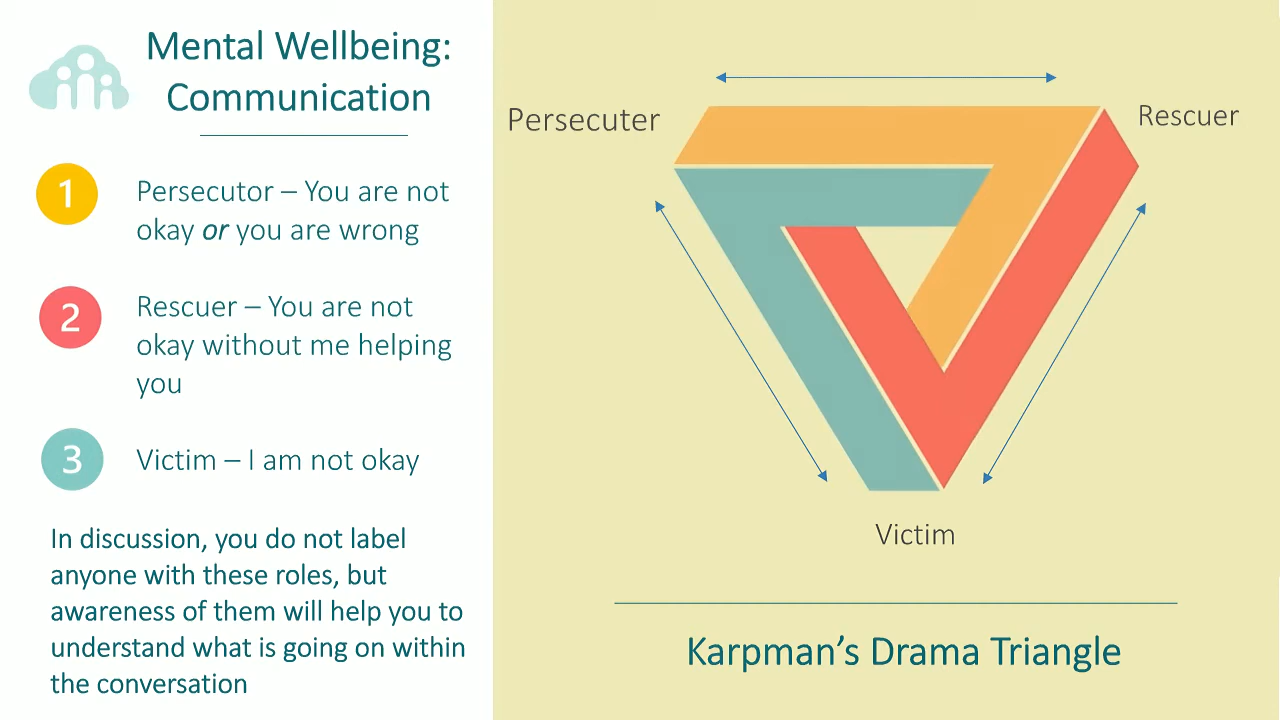 Mental Wellbeing:
Communication
1
Persecutor – You are not
okay or you are wrong
2
Rescuer – You are not
okay without me helping
you
3
Victim – I am not okay
In discussion, you do not label
anyone with these roles, but
awareness of them will help you to
understand what is going on within
the conversation
Persecuter
Rescuer
Victim
Karpman’s Drama Triangle